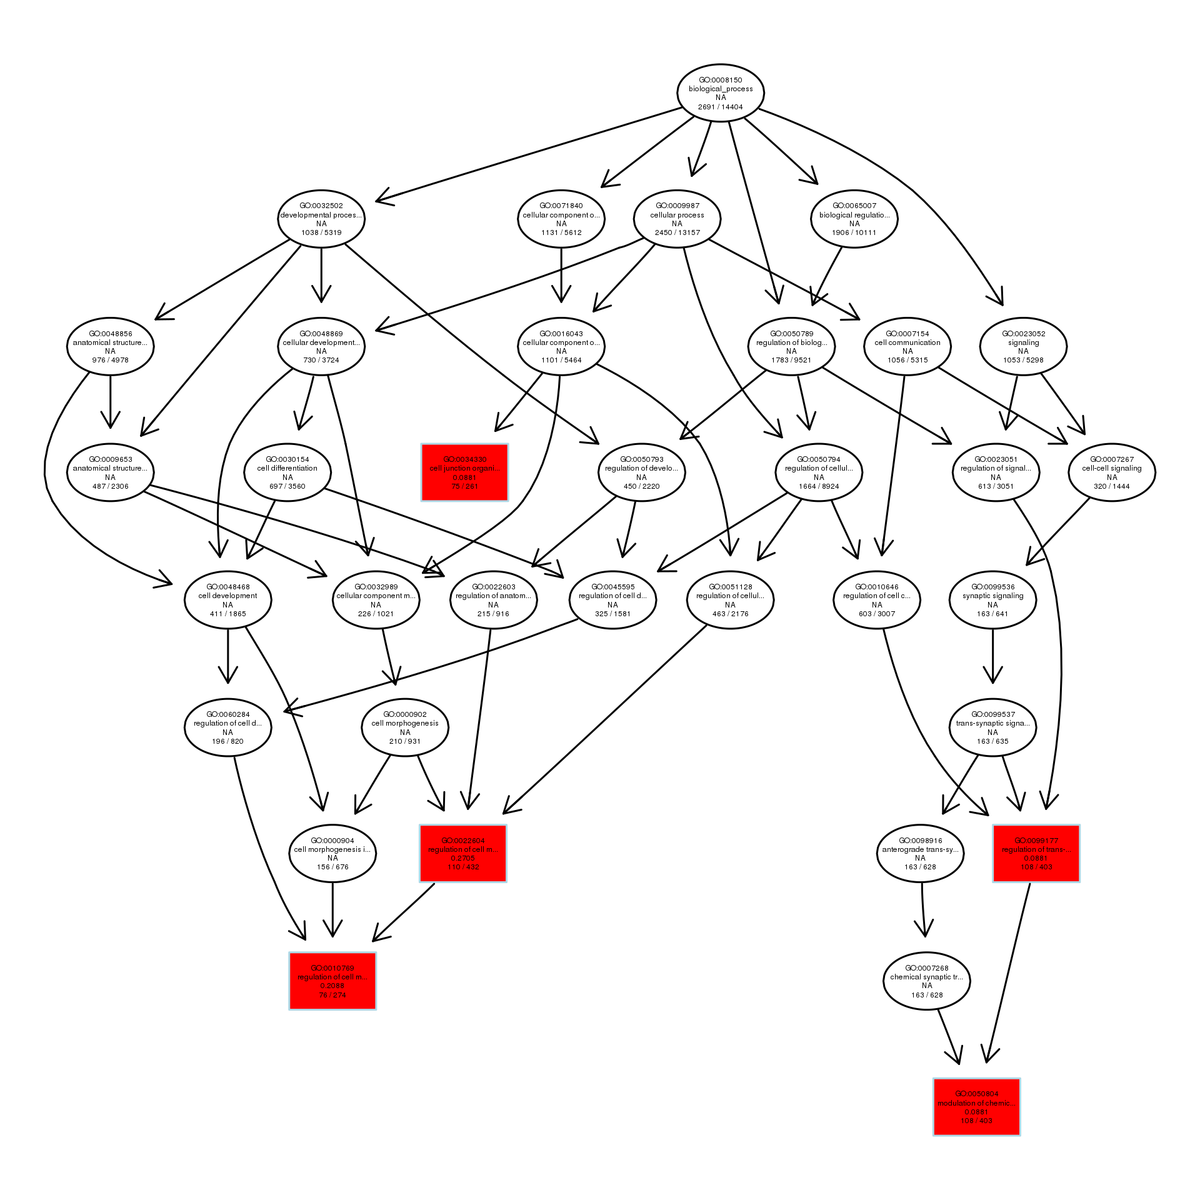 GO:0008150
biological_process
NA
2691 / 14404
GO:0032502
developmental proces...
NA
1038 / 5319
GO:0071840
cellular component o...
NA
1131 / 5612
GO:0009987
cellular process
NA
2450 / 13157
GO:0065007
biological regulatio...
NA
1906 / 10111
GO:0048856
anatomical structure...
NA
976 / 4978
GO:0048869
cellular development...
NA
730 / 3724
GO:0016043
cellular component o...
NA
1101 / 5464
GO:0050789
regulation of biolog...
NA
1783 / 9521
GO:0007154
cell communication
NA
1056 / 5315
GO:0023052
signaling
NA
1053 / 5298
GO:0009653
anatomical structure...
NA
487 / 2306
GO:0030154
cell differentiation
NA
697 / 3560
GO:0034330
cell junction organi...
0.0881
75 / 261
GO:0050793
regulation of develo...
NA
450 / 2220
GO:0050794
regulation of cellul...
NA
1664 / 8924
GO:0023051
regulation of signal...
NA
613 / 3051
GO:0007267
cell-cell signaling
NA
320 / 1444
GO:0048468
cell development
NA
411 / 1865
GO:0032989
cellular component m...
NA
226 / 1021
GO:0022603
regulation of anatom...
NA
215 / 916
GO:0045595
regulation of cell d...
NA
325 / 1581
GO:0051128
regulation of cellul...
NA
463 / 2176
GO:0010646
regulation of cell c...
NA
603 / 3007
GO:0099536
synaptic signaling
NA
163 / 641
GO:0060284
regulation of cell d...
NA
196 / 820
GO:0000902
cell morphogenesis
NA
210 / 931
GO:0099537
trans-synaptic signa...
NA
163 / 635
GO:0000904
cell morphogenesis i...
NA
156 / 676
GO:0022604
regulation of cell m...
0.2705
110 / 432
GO:0098916
anterograde trans-sy...
NA
163 / 628
GO:0099177
regulation of trans-...
0.0881
108 / 403
GO:0010769
regulation of cell m...
0.2088
76 / 274
GO:0007268
chemical synaptic tr...
NA
163 / 628
GO:0050804
modulation of chemic...
0.0881
108 / 403